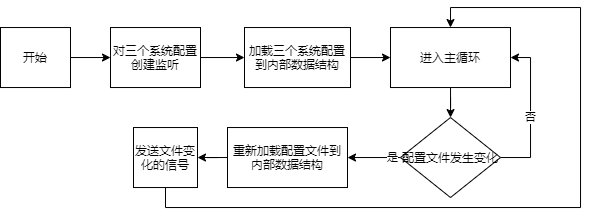 开始
对三个系统配置
创建监听
加载三个系统配置
到内部数据结构
进入主循环
否
配置文件发生变化
是
重新加载配置文件到
内部数据结构
发送文件变
化的信号